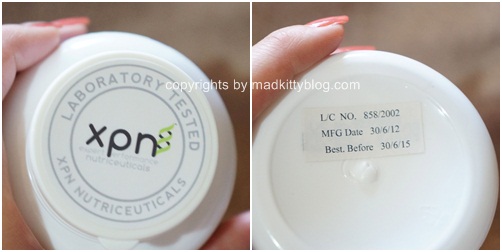 LABORATORY TESTED
xpn
nutriceuticals
XPN NUTRICEUTICALS
copyrights by madkittyblog.com
L/C NO. 858/2002
MFG Date 30/6/12
Best. Before 30/6/15